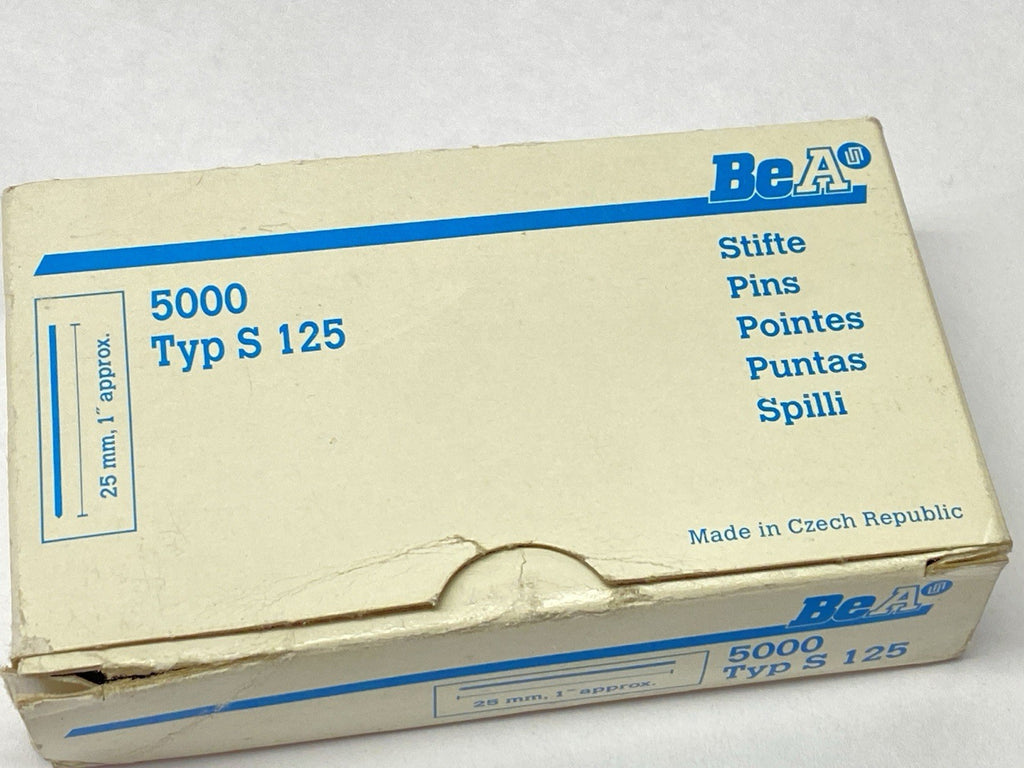 BeA
5000
Typ S 125
25 mm, 1″ approx.
Stifte
Pins
Pointes
Puntas
Spilli
Made in Czech Republic
BeA
5000
Typ S 125
25 mm, 1″ approx.